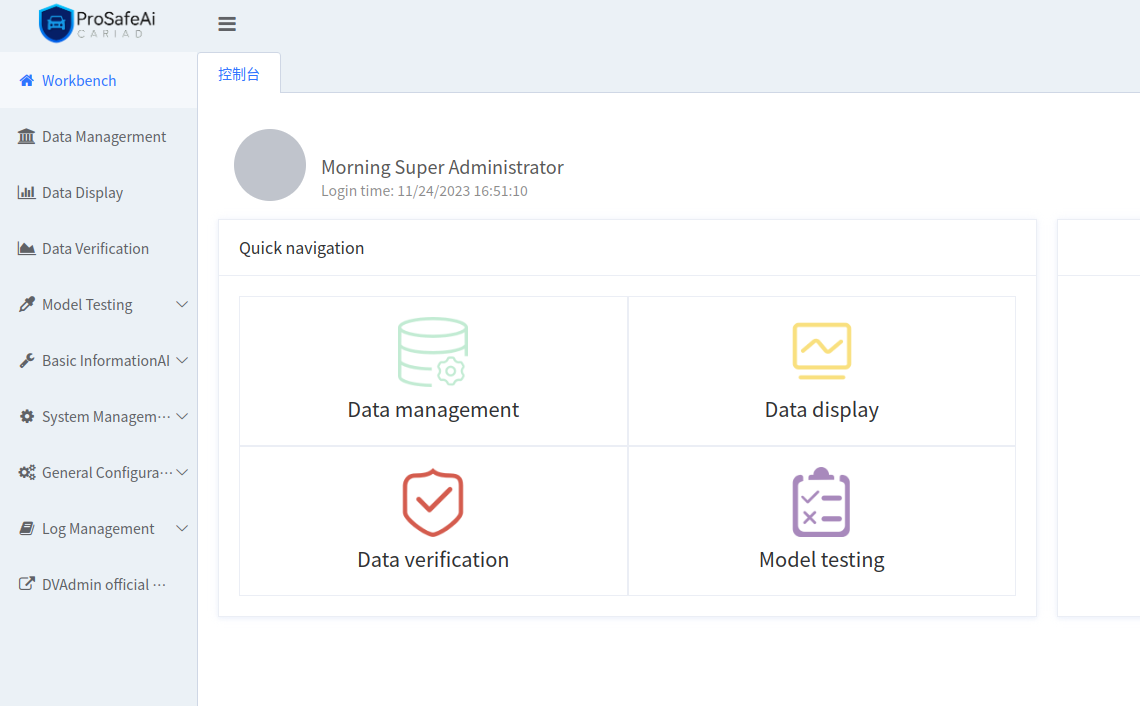 ProSafeAi
CARIAD
Workbench
Data Managerment
Data Display
Data Verification
Model Testing
Basic InformationAI
System Managem···
General Configura···
Log Management
DVAdmin official ···
控制台
Morning Super Administrator
Login time: 11/24/2023 16:51:10
Quick navigation
Data management
Data display
Data verification
Model testing